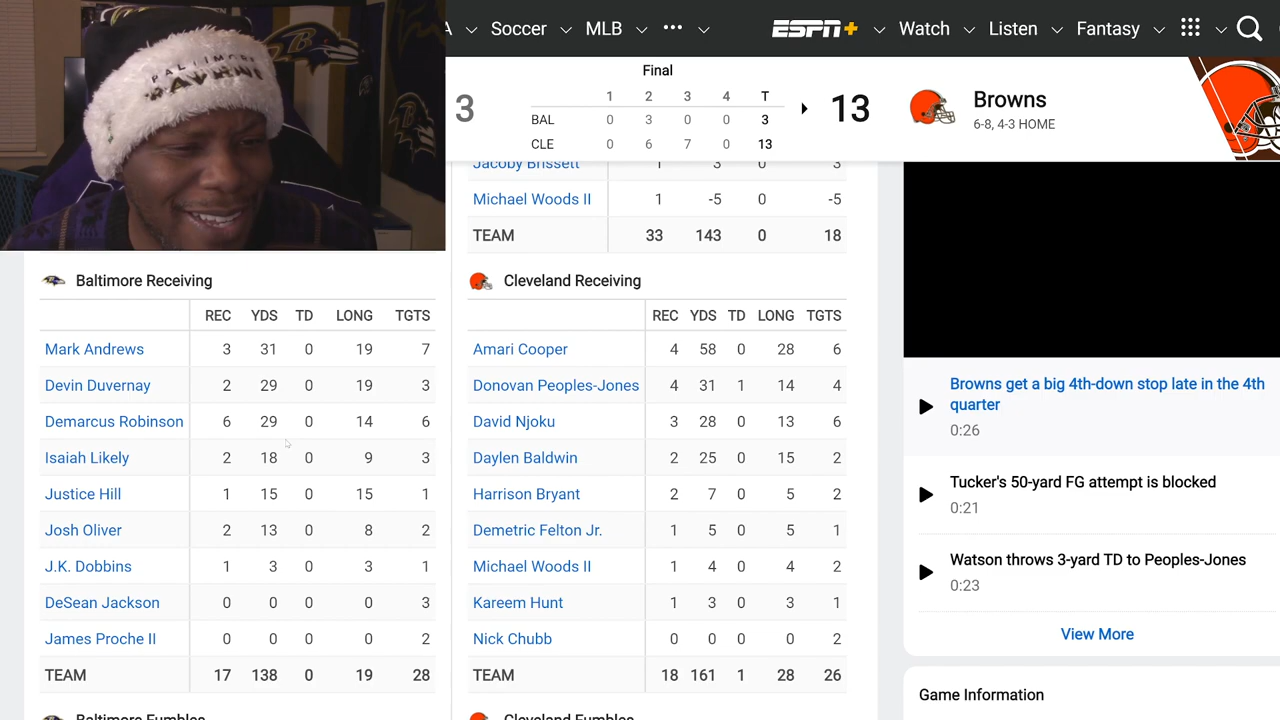 BALTIMORE
RAVENS
A Soccer MLB ••• ESPN+ Watch Listen Fantasy
Final
3 1 2 3 4 T 13 Browns
BAL 0 3 0 0 3 6-8, 4-3 HOME
CLE 0 6 7 0 13
Jacoby Brissett 1 3 0 3
Michael Woods II 1 -5 0 -5
TEAM 33 143 0 18
Baltimore Receiving
REC YDS TD LONG TGTS
Mark Andrews 3 31 0 19 7
Devin Duvernay 2 29 0 19 3
Demarcus Robinson 6 29 0 14 6
Isaiah Likely 2 18 0 9 3
Justice Hill 1 15 0 15 1
Josh Oliver 2 13 0 8 2
J.K. Dobbins 1 3 0 3 1
DeSean Jackson 0 0 0 0 3
James Proche II 0 0 0 0 2
TEAM 17 138 0 19 28
Baltimore Fumbles
Cleveland Receiving
REC YDS TD LONG TGTS
Amari Cooper 4 58 0 28 6
Donovan Peoples-Jones 4 31 1 14 4
David Njoku 3 28 0 13 6
Daylen Baldwin 2 25 0 15 2
Harrison Bryant 2 7 0 5 2
Demetric Felton Jr. 1 5 0 5 1
Michael Woods II 1 4 0 4 2
Kareem Hunt 1 3 0 3 1
Nick Chubb 0 0 0 0 2
TEAM 18 161 1 28 26
Cleveland Fumbles
Browns get a big 4th-down stop late in the 4th
quarter
0:26
Tucker's 50-yard FG attempt is blocked
0:21
Watson throws 3-yard TD to Peoples-Jones
0:23
View More
Game Information